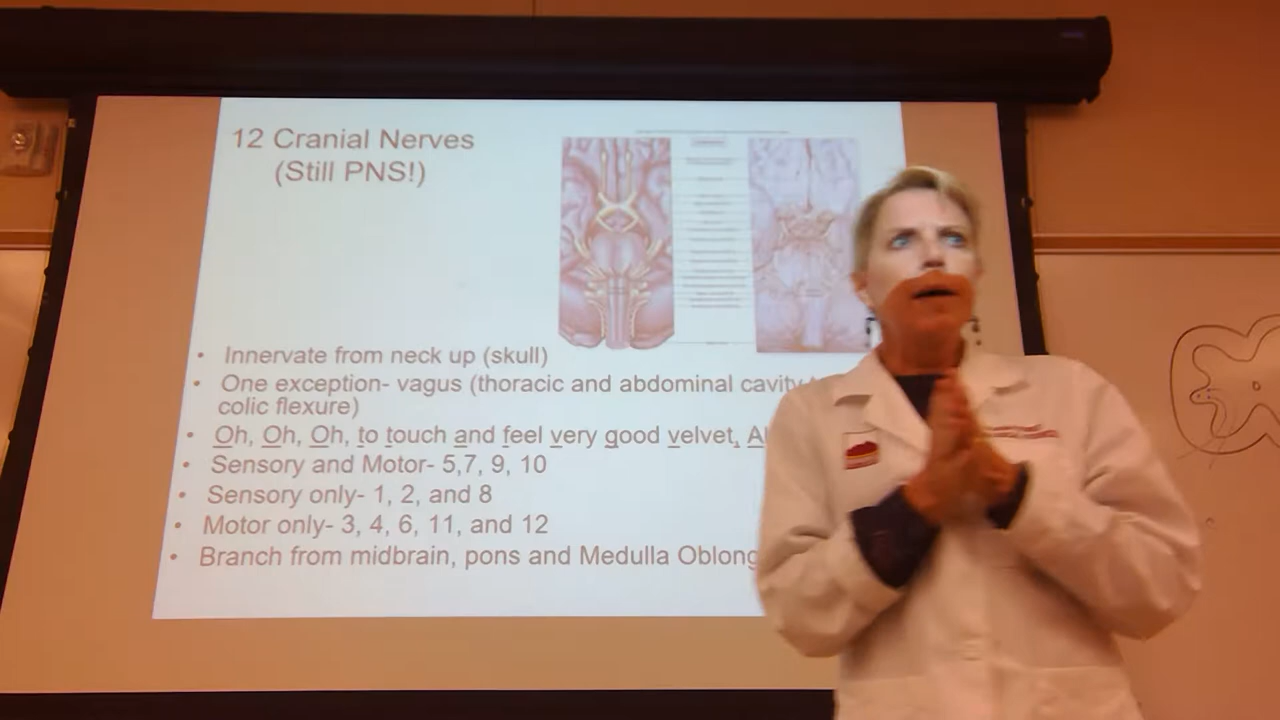 12 Cranial Nerves
(Still PNS!)
• Innervate from neck up (skull)
• One exception- vagus (thoracic and abdominal cavity
colic flexure)
• Oh, Oh, Oh, to touch and feel very good velvet,
• Sensory and Motor- 5,7, 9, 10
• Sensory only- 1, 2, and 8
• Motor only- 3, 4, 6, 11, and 12
• Branch from midbrain, pons and Medulla